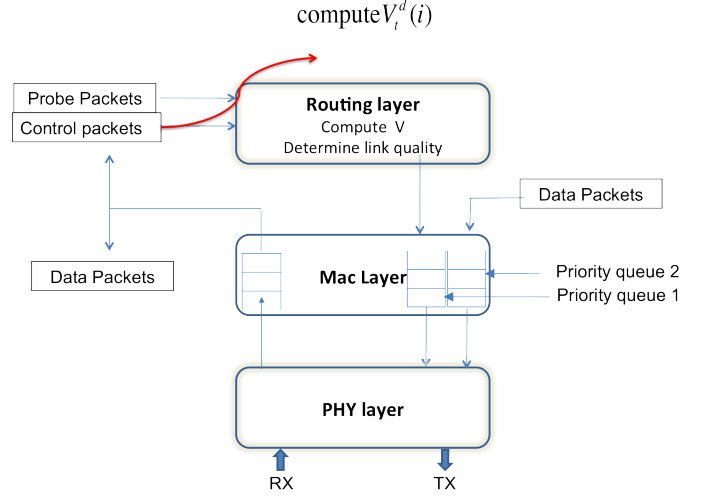 compute$V_t^d(i)$
Probe Packets
Control packets
Routing layer
Compute V
Determine link quality
Data Packets
Data Packets
Mac Layer
Priority queue 2
Priority queue 1
PHY layer
RX
TX